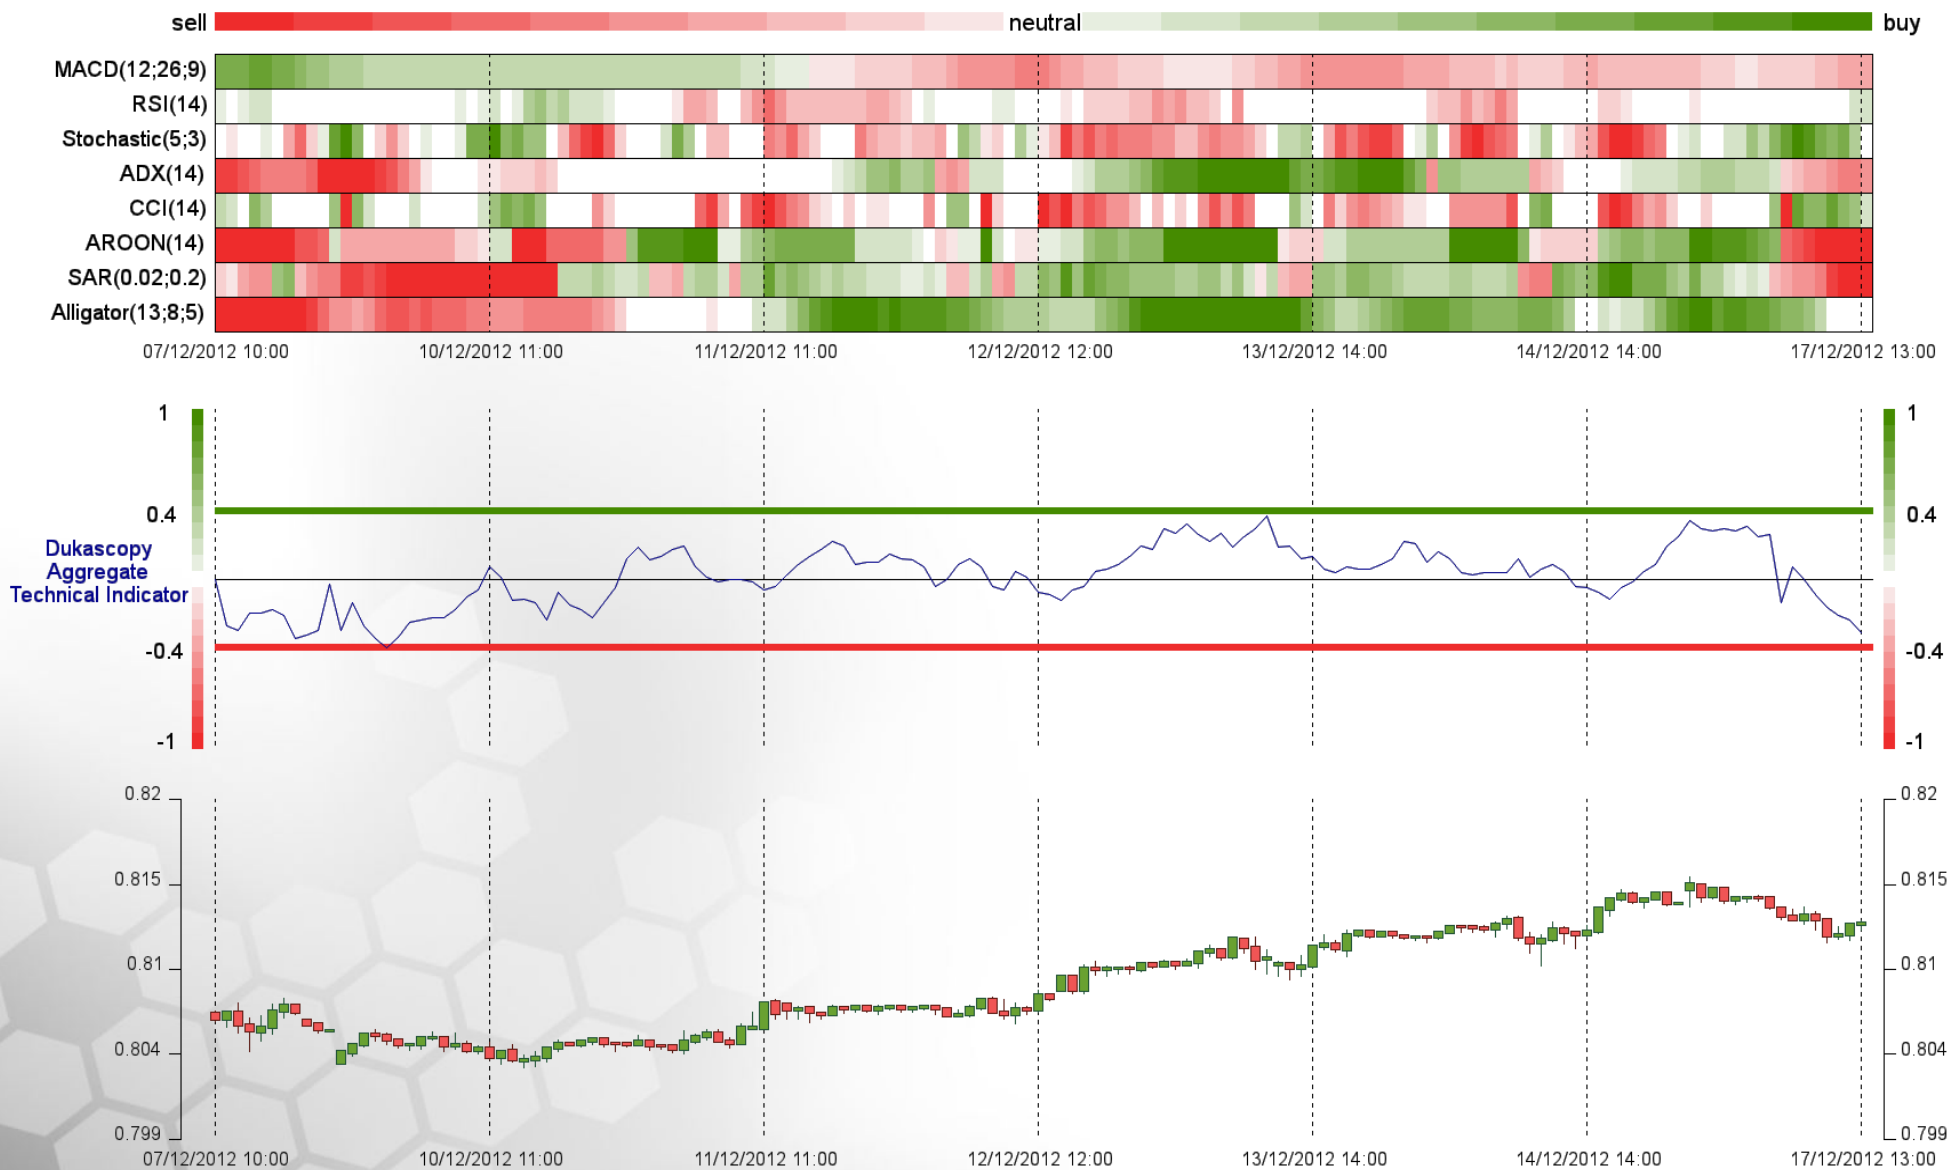 sell neutral buy
MACD(12;26;9)
RSI(14)
Stochastic(5;3)
ADX(14)
CCI(14)
AROON(14)
SAR(0.02;0.2)
Alligator(13;8;5)
07/12/2012 10:00 10/12/2012 11:00 11/12/2012 11:00 12/12/2012 12:00 13/12/2012 14:00 14/12/2012 14:00 17/12/2012 13:00
1 1
0.4 0.4
Dukascopy
Aggregate
Technical Indicator
-0.4 -0.4
-1 -1
0.82 0.82
0.815 0.815
0.81 0.81
0.804 0.804
0.799 0.799
07/12/2012 10:00 10/12/2012 11:00 11/12/2012 11:00 12/12/2012 12:00 13/12/2012 14:00 14/12/2012 14:00 17/12/2012 13:00